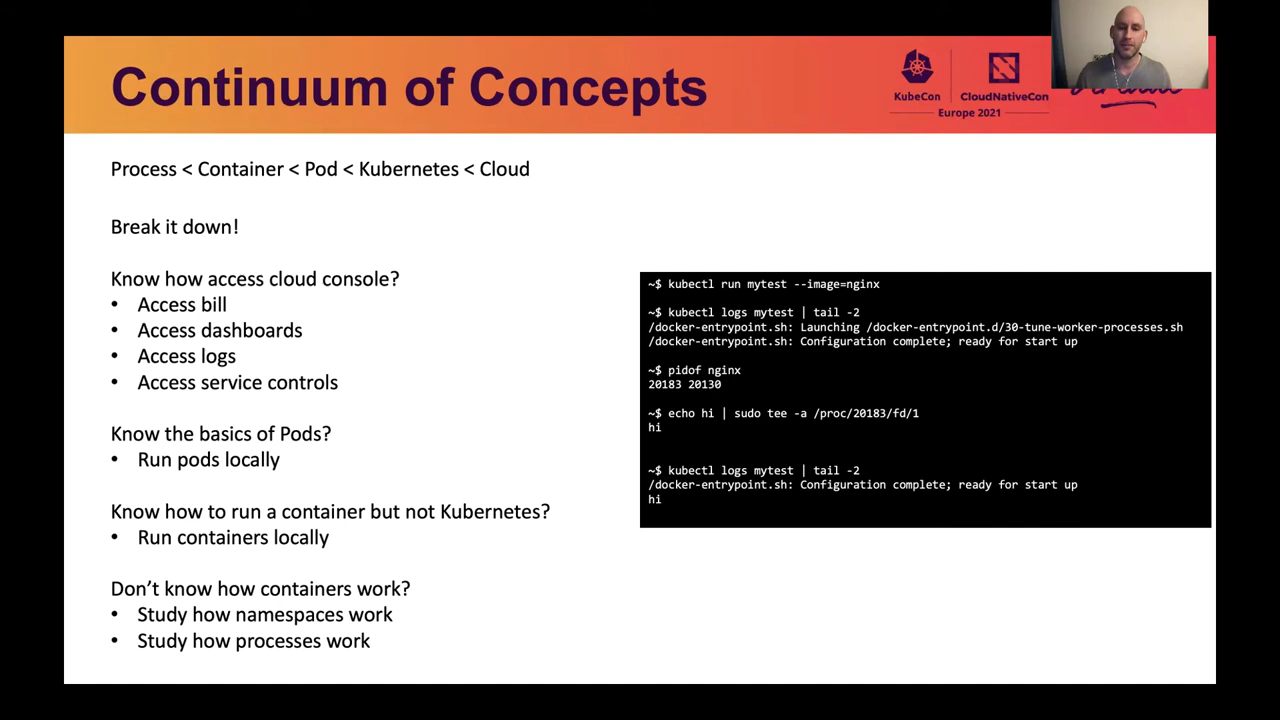 Continuum of Concepts
KubeCon
CloudNativeCon
Europe 2021
Process < Container < Pod < Kubernetes < Cloud
Break it down!
Know how access cloud console?
• Access bill
• Access dashboards
• Access logs
• Access service controls
Know the basics of Pods?
• Run pods locally
Know how to run a container but not Kubernetes?
• Run containers locally
Don't know how containers work?
• Study how namespaces work
• Study how processes work
~$ kubectl run mytest --image=nginx
~$ kubectl logs mytest | tail -2
/docker-entrypoint.sh: Launching /docker-entrypoint.d/30-tune-worker-processes.sh
/docker-entrypoint.sh: Configuration complete; ready for start up
~$ pidof nginx
20183 20130
~$ echo hi | sudo tee -a /proc/20183/fd/1
hi
~$ kubectl logs mytest | tail -2
/docker-entrypoint.sh: Configuration complete; ready for start up
hi